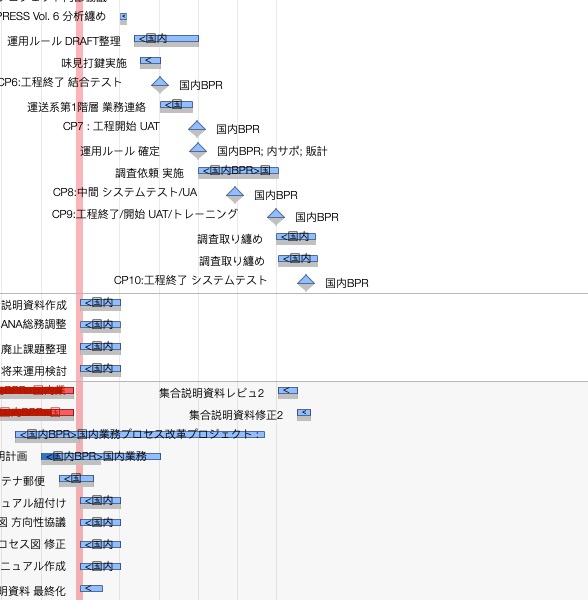 PRESS Vol. 6 分析纏め <
運用ルール DRAFT整理 <国内
味見打鍵実施 <
CP6:工程終了 結合テスト 国内BPR
運送系第1階層 業務連絡 <国
CP7 : 工程開始 UAT 国内BPR
運用ルール 確定 国内BPR; 内サポ; 販計
調査依頼 実施 <国内BPR>国
CP8:中間 システムテスト/UA 国内BPR
CP9:工程終了/開始 UAT/トレーニング 国内BPR
調査取り纏め <国内
調査取り纏め <国内
CP10:工程終了 システムテスト 国内BPR
説明資料作成 <国内
ANA総務調整 <国内
廃止課題整理 <国内
将来運用検討 <国内
BPR>国内業 集合説明資料レビュ2 <
国内BPR>国 集合説明資料修正2 <
<国内BPR>国内業務プロセス改革プロジェクト :
明計画 <国内BPR>国内業務
テナ郵便 <国
ュアル紐付け <国内
図 方向性協議 <国内
コセス図 修正 <国内
ニュアル作成 <国内
明資料 最終化 <